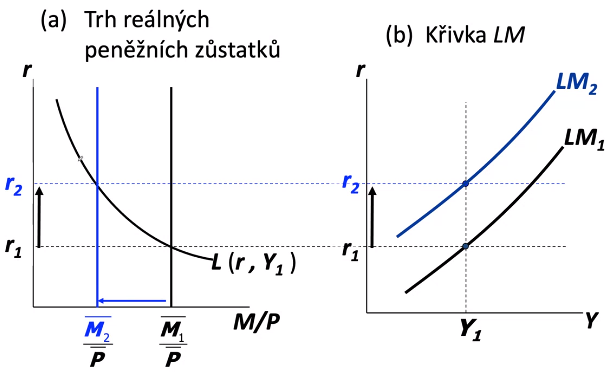 (a) Trh reálných
peněžních zůstatků
r
r2
r1
L (r , Y1 )
M2
P
M1
P
M/P
(b) Křivka LM
r
LM2
LM1
r2
r1
Y1
Y